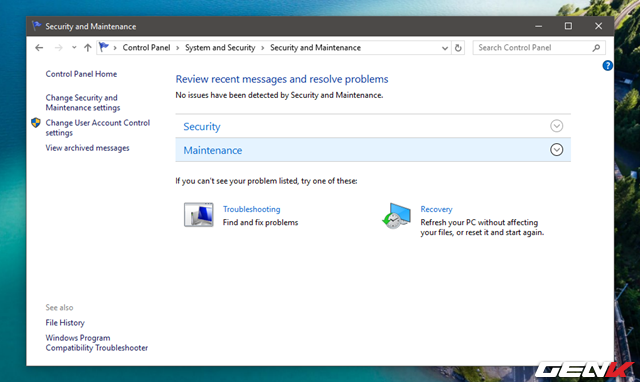 Security and Maintenance
Control Panel
System and Security
Security and Maintenance
Search Control Panel
Control Panel Home
Change Security and
Maintenance settings
Change User Account Control
settings
View archived messages
Review recent messages and resolve problems
No issues have been detected by Security and Maintenance.
Security
Maintenance
If you can't see your problem listed, try one of these:
Troubleshooting
Find and fix problems
Recovery
Refresh your PC without affecting
your files, or reset it and start again.
See also
File History
Windows Program
Compatibility Troubleshooter
GENK